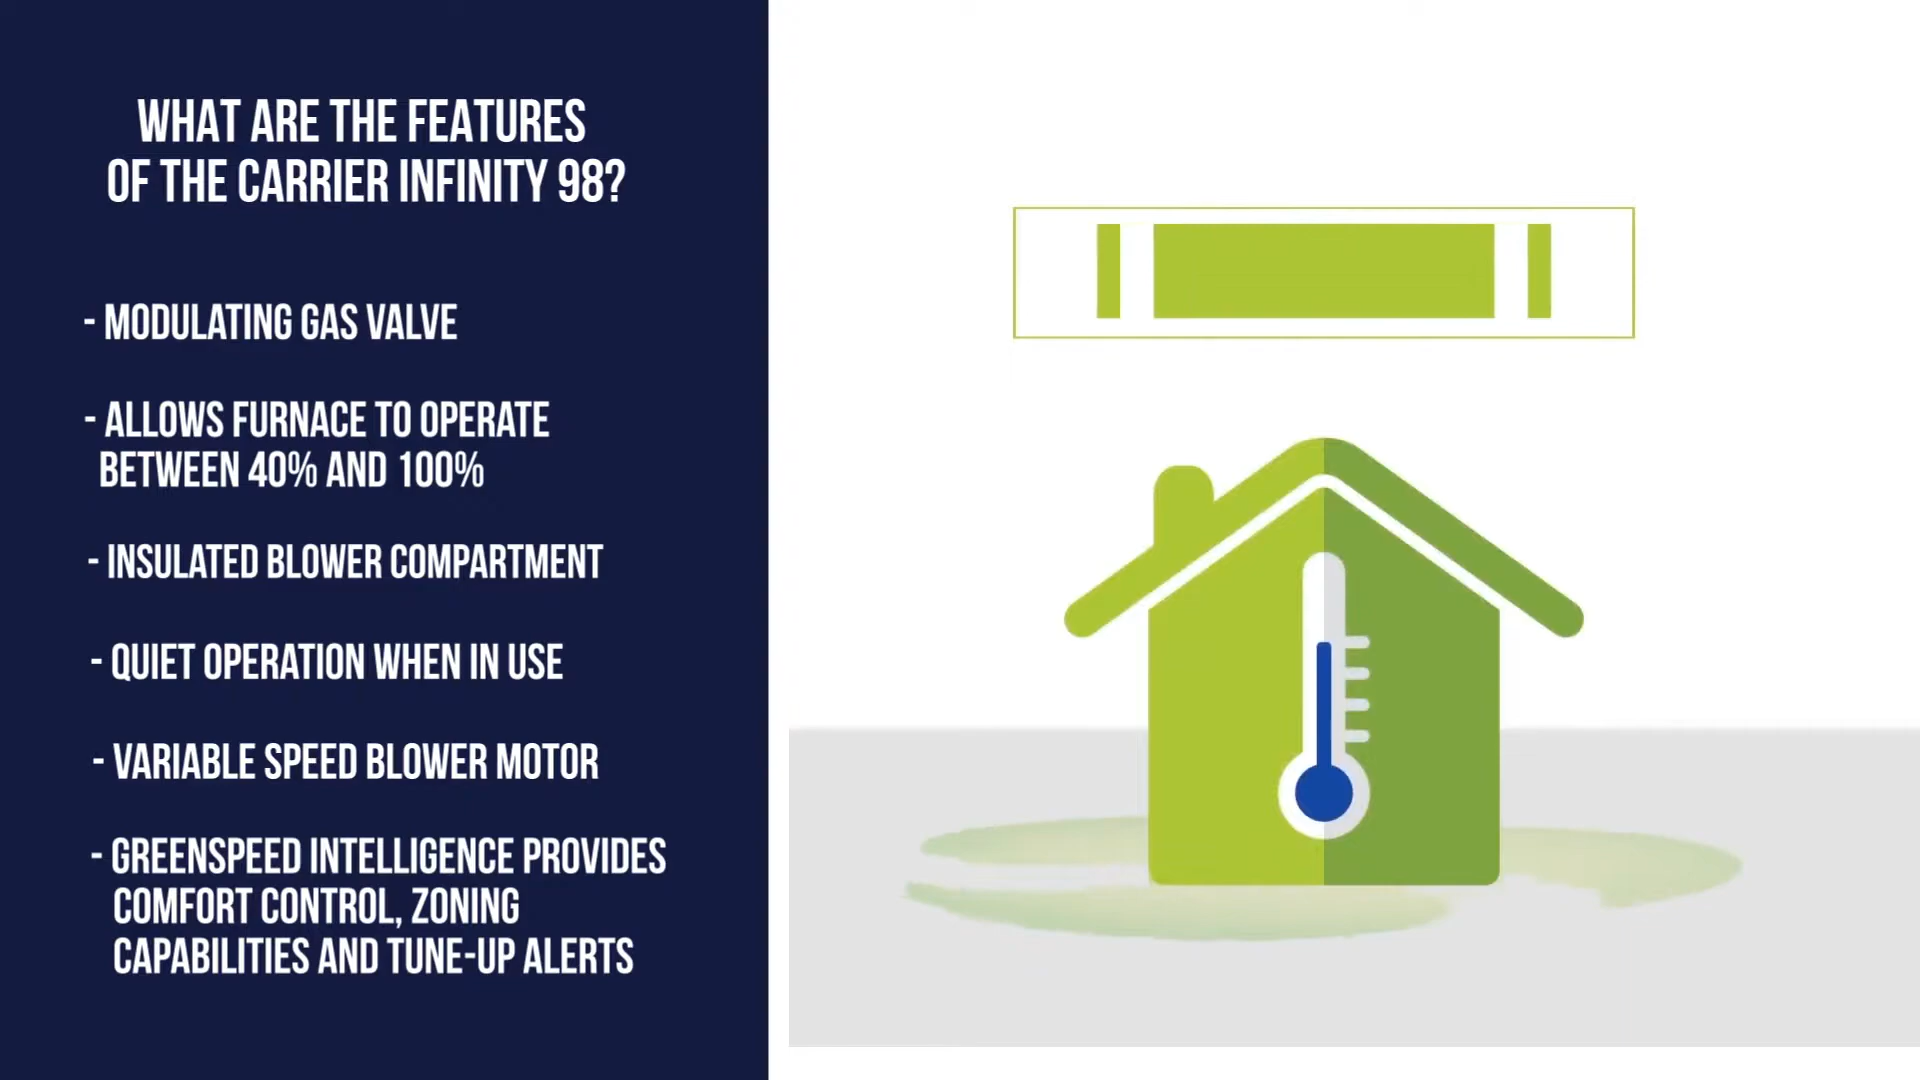 WHAT ARE THE FEATURES
OF THE CARRIER INFINITY 98?
- MODULATING GAS VALVE
- ALLOWS FURNACE TO OPERATE
BETWEEN 40% AND 100%
- INSULATED BLOWER COMPARTMENT
- QUIET OPERATION WHEN IN USE
- VARIABLE SPEED BLOWER MOTOR
- GREENSPEED INTELLIGENCE PROVIDES
COMFORT CONTROL, ZONING
CAPABILITIES AND TUNE-UP ALERTS